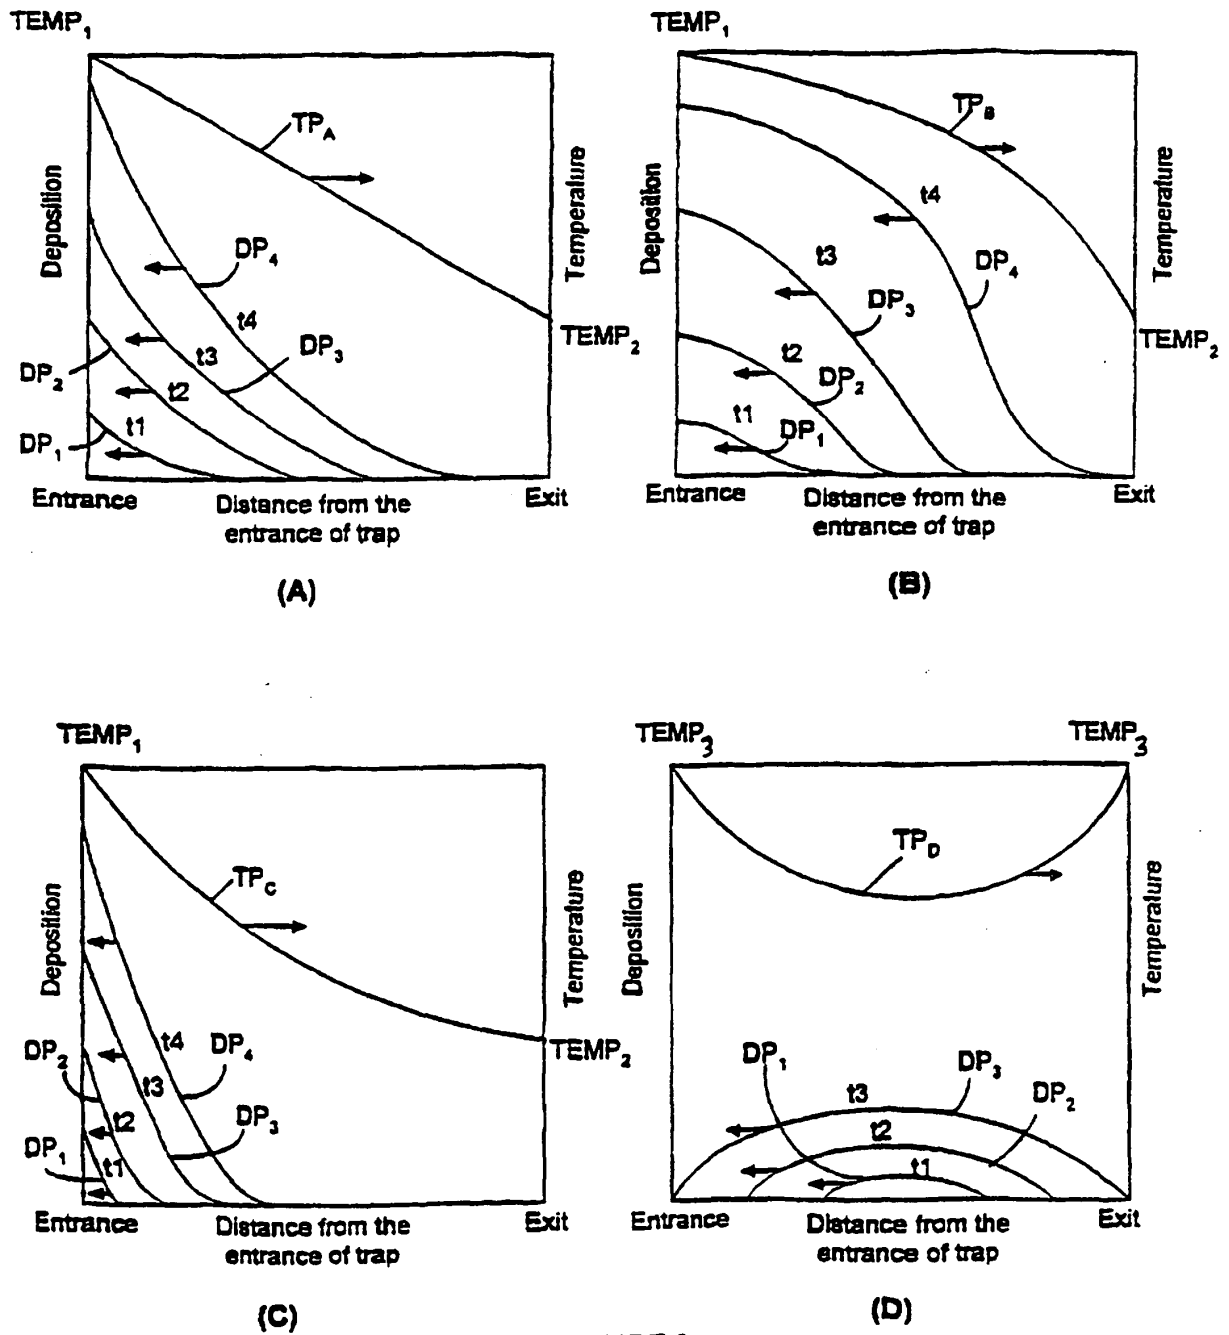 TEMP₁
TPA
Deposition
Temperature
DP₄
t4
DP₃
t3
TEMP₂
DP₂
t2
DP₁
t1
Entrance
Distance from the
entrance of trap
Exit
(A)
TEMP₁
TPB
Deposition
Temperature
t4
DP₄
t3
DP₃
TEMP₂
t2
DP₂
t1
DP₁
Entrance
Distance from the
entrance of trap
Exit
(B)
TEMP₁
TPC
Deposition
Temperature
t4
DP₄
DP₂
TEMP₂
t3
t2
DP₃
DP₁
t1
Entrance
Distance from the
entrance of trap
Exit
(C)
TEMP₃
TEMP₃
TPD
Deposition
Temperature
DP₁
t3
DP₃
DP₂
t2
t1
Entrance
Distance from the
entrance of trap
Exit
(D)